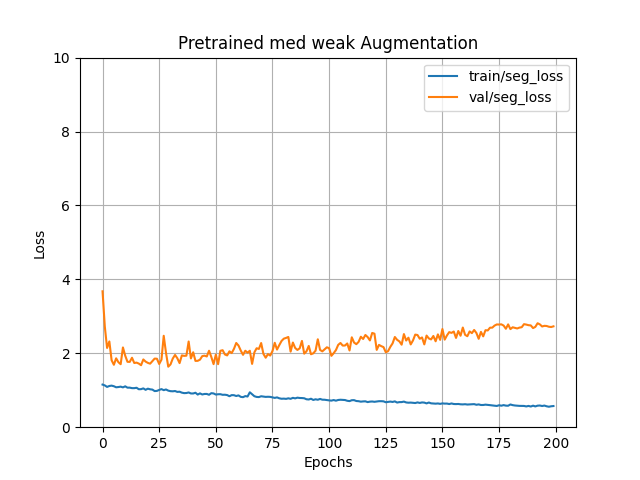 Pretrained med weak Augmentation
10
8
6
4
2
0
Loss
train/seg_loss
val/seg_loss
0 25 50 75 100 125 150 175 200
Epochs